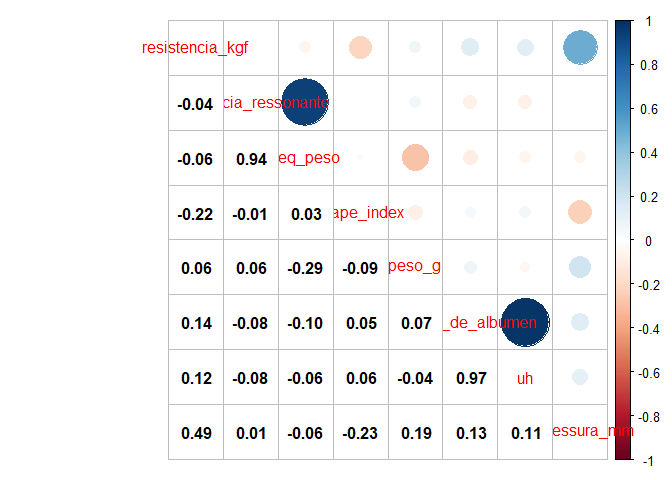 resistencia_kgf
-0.04 cia_ressonante
-0.06 0.94 eq_peso
-0.22 -0.01 0.03 ape_index
0.06 0.06 -0.29 -0.09 peso_g
0.14 -0.08 -0.10 0.05 0.07 _de_albumen
0.12 -0.08 -0.06 0.06 -0.04 0.97 uh
0.49 0.01 -0.06 -0.23 0.19 0.13 0.11 essura_mm
1
0.8
0.6
0.4
0.2
0
-0.2
-0.4
-0.6
-0.8
-1